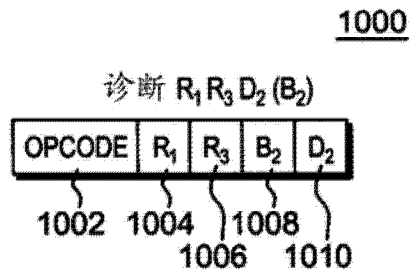 1000
诊断 R₁ R₃ D₂ (B₂)
OPCODE R₁ R₃ B₂ D₂
1002 1004 1006 1008 1010